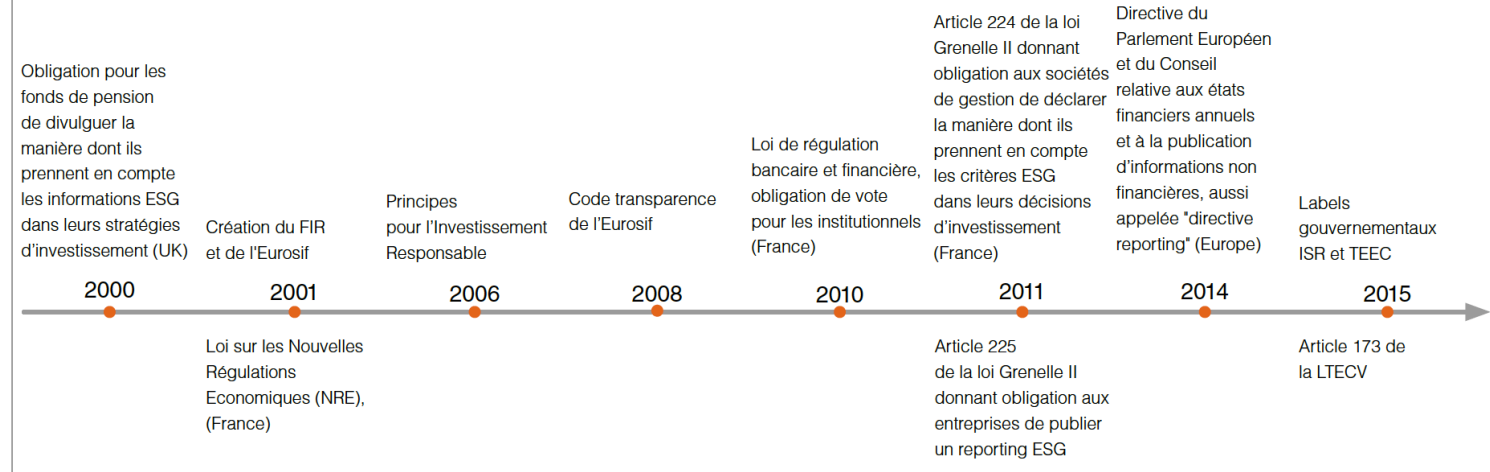 Obligation pour les
fonds de pension
de divulguer la
manière dont ils
prennent en compte
les informations ESG
dans leurs stratégies
d'investissement (UK)
2000
Création du FIR
et de l'Eurosif
2001
Loi sur les Nouvelles
Régulations
Economiques (NRE),
(France)
Principes
pour l'Investissement
Responsable
2006
Code transparence
de l'Eurosif
2008
Loi de régulation
bancaire et financière,
obligation de vote
pour les institutionnels
(France)
2010
Article 224 de la loi
Grenelle II donnant
obligation aux sociétés
de gestion de déclarer
la manière dont ils
prennent en compte
les critères ESG
dans leurs décisions
d'investissement
(France)
2011
Article 225
de la loi Grenelle II
donnant obligation aux
entreprises de publier
un reporting ESG
Directive du
Parlement Européen
et du Conseil
relative aux états
financiers annuels
et à la publication
d'informations non
financières, aussi
appelée "directive
reporting" (Europe)
2014
Labels
gouvernementaux
ISR et TEEC
2015
Article 173 de
la LTECV